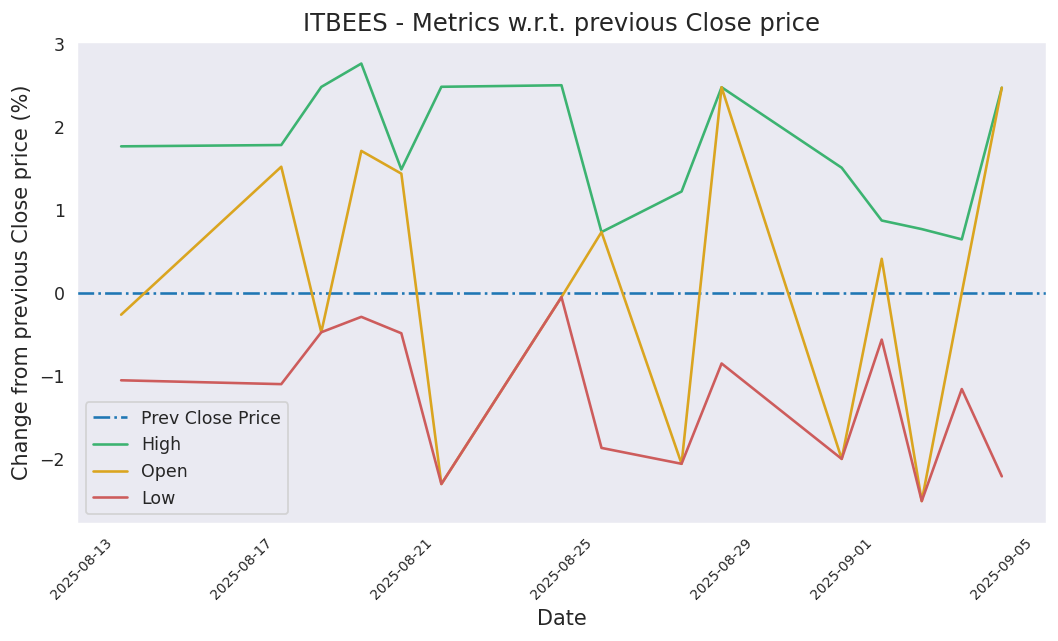 ITBEES - Metrics w.r.t. previous Close price
Change from previous Close price (%)
3
2
1
0
−1
−2
Prev Close Price
High
Open
Low
2025-08-13
2025-08-17
2025-08-21
2025-08-25
2025-08-29
2025-09-01
2025-09-05
Date